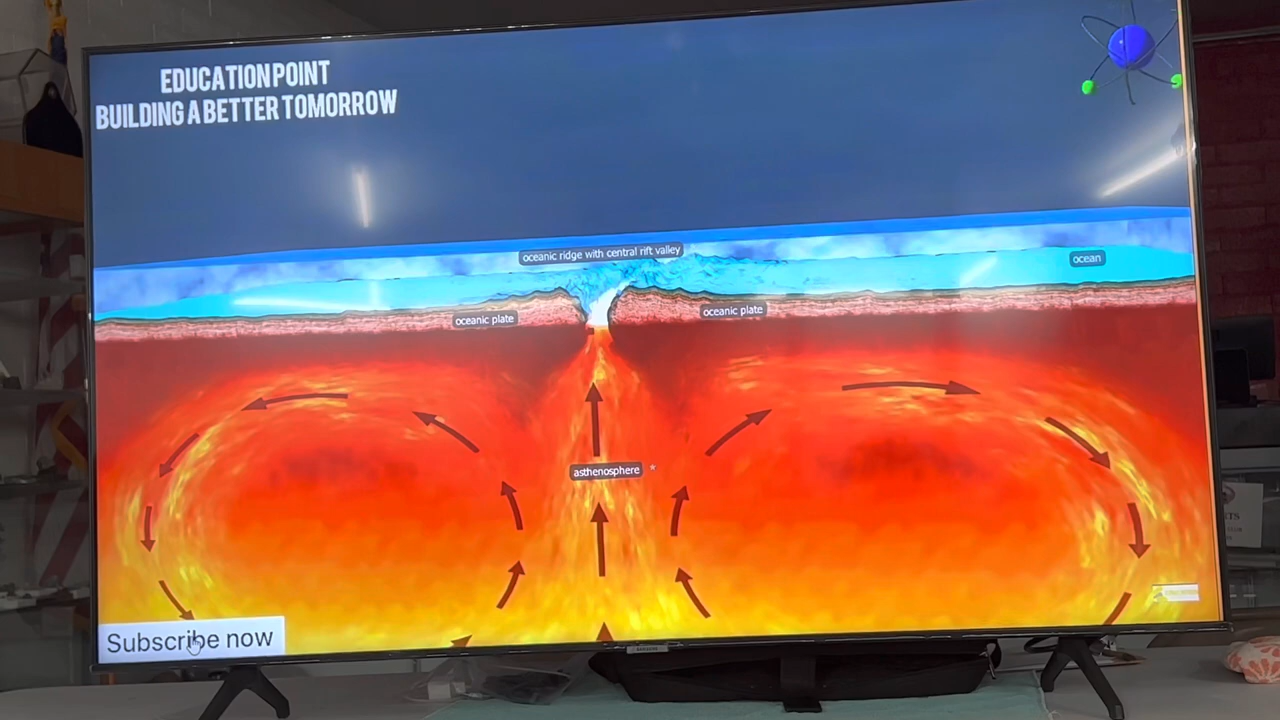 EDUCATION POINT
BUILDING A BETTER TOMORROW
oceanic ridge with central rift valley
ocean
oceanic plate
oceanic plate
asthenosphere
Subscribe now
SAMSUNG